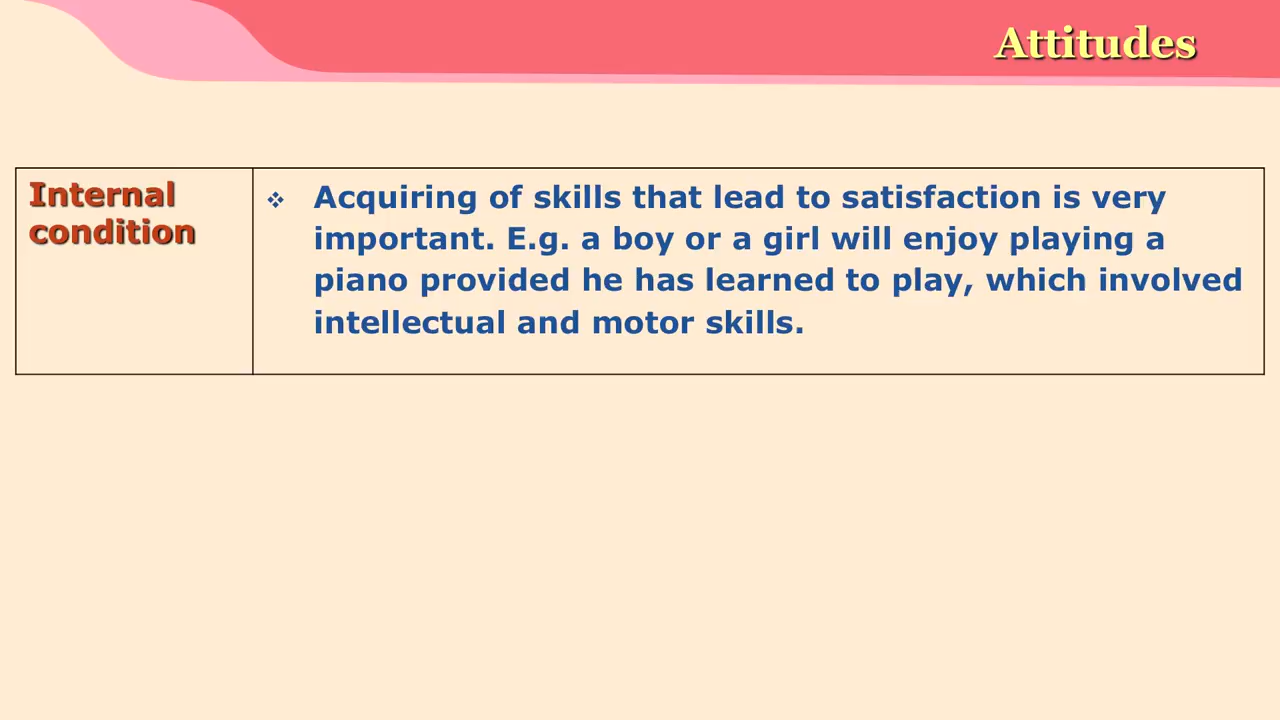 Attitudes
Internal
condition
❖ Acquiring of skills that lead to satisfaction is very
important. E.g. a boy or a girl will enjoy playing a
piano provided he has learned to play, which involved
intellectual and motor skills.